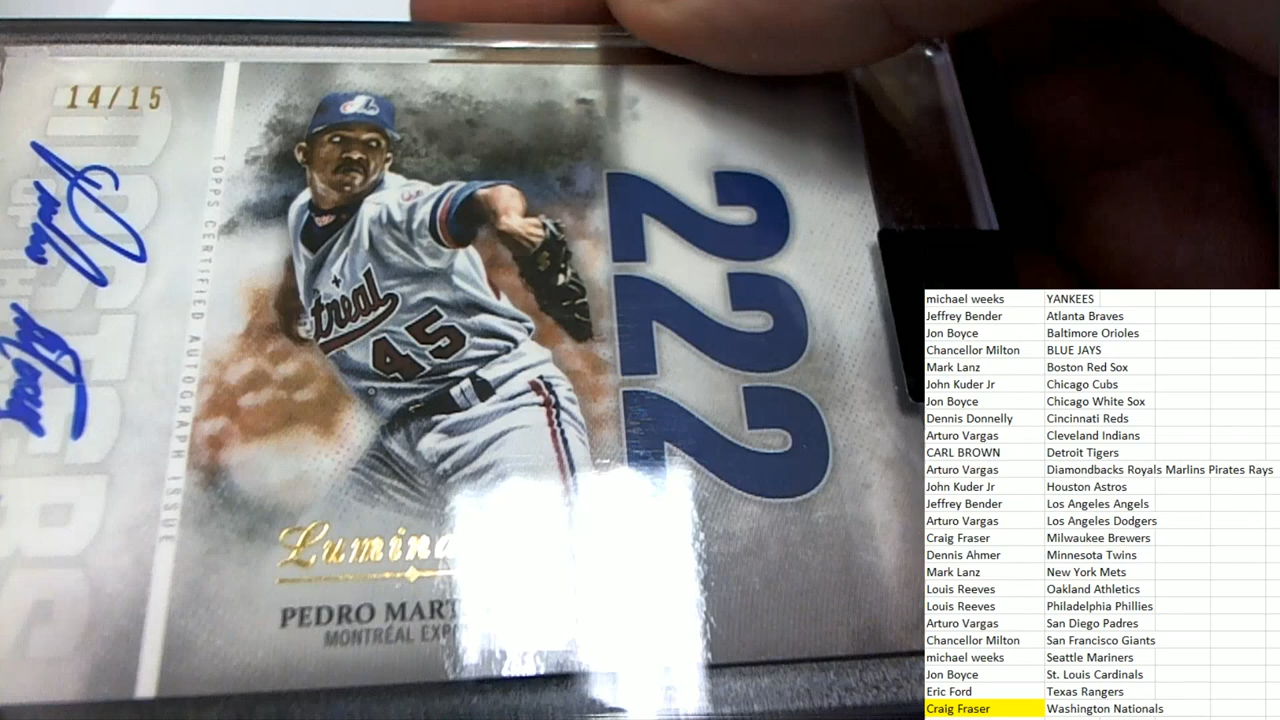 14/15
TOPPS CERTIFIED AUTOGRAPH ISSUE
treal
45
222
Lumina
PEDRO MART
MONTRÉAL EXPO
michael weeks YANKEES
Jeffrey Bender Atlanta Braves
Jon Boyce Baltimore Orioles
Chancellor Milton BLUE JAYS
Mark Lanz Boston Red Sox
John Kuder Jr Chicago Cubs
Jon Boyce Chicago White Sox
Dennis Donnelly Cincinnati Reds
Arturo Vargas Cleveland Indians
CARL BROWN Detroit Tigers
Arturo Vargas Diamondbacks Royals Marlins Pirates Rays
John Kuder Jr Houston Astros
Jeffrey Bender Los Angeles Angels
Arturo Vargas Los Angeles Dodgers
Craig Fraser Milwaukee Brewers
Dennis Ahmer Minnesota Twins
Mark Lanz New York Mets
Louis Reeves Oakland Athletics
Louis Reeves Philadelphia Phillies
Arturo Vargas San Diego Padres
Chancellor Milton San Francisco Giants
michael weeks Seattle Mariners
Jon Boyce St. Louis Cardinals
Eric Ford Texas Rangers
Craig Fraser Washington Nationals